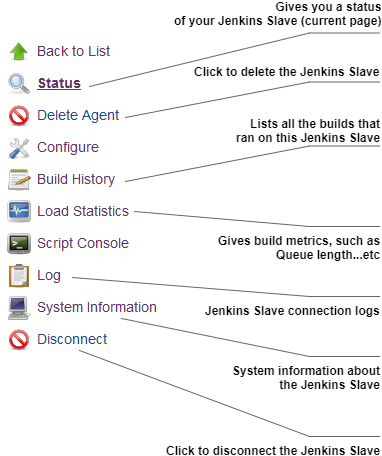 Gives you a status
of your Jenkins Slave (current page)
Back to List
Click to delete the Jenkins Slave
Status
Delete Agent
Lists all the builds that
ran on this Jenkins Slave
Configure
Build History
Load Statistics
Gives build metrics, such as
Queue length...etc
Script Console
Log
Jenkins Slave connection logs
System Information
Disconnect
System information about
the Jenkins Slave
Click to disconnect the Jenkins Slave